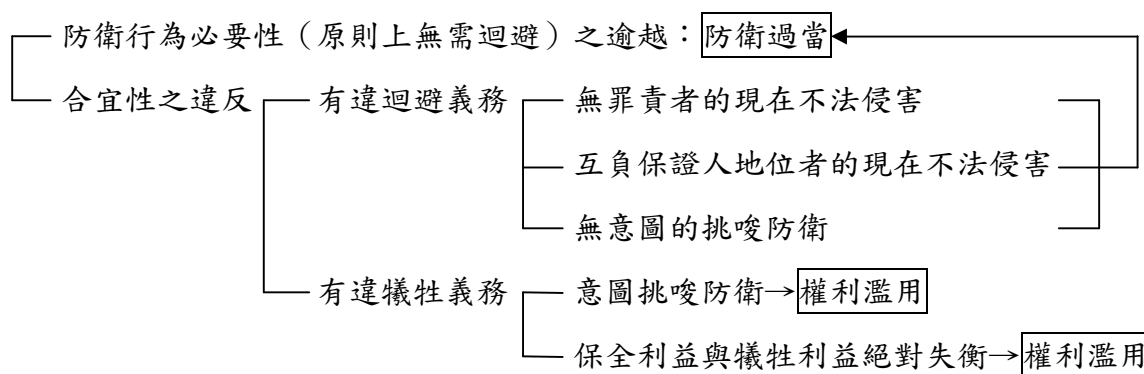 防衛行為必要性（原則上無需迴避）之逾越：防衛過當
合宜性之違反 有違迴避義務 無罪責者的現在不法侵害
互負保證人地位者的現在不法侵害
無意圖的挑唆防衛
有違犧牲義務 意圖挑唆防衛→權利濫用
保全利益與犧牲利益絕對失衡→權利濫用